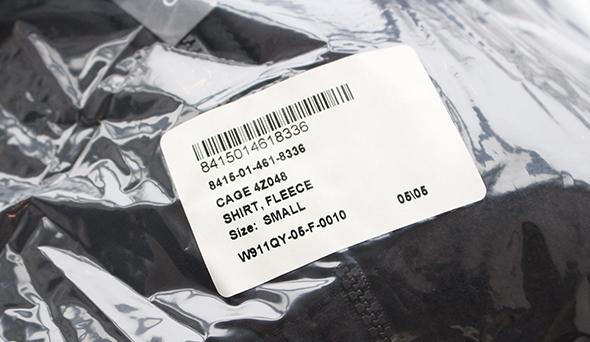 8415014618336
8415-01-461-8336
CAGE 4Z048
SHIRT, FLEECE
Size: SMALL
W911QY-05-F-0010 05\05